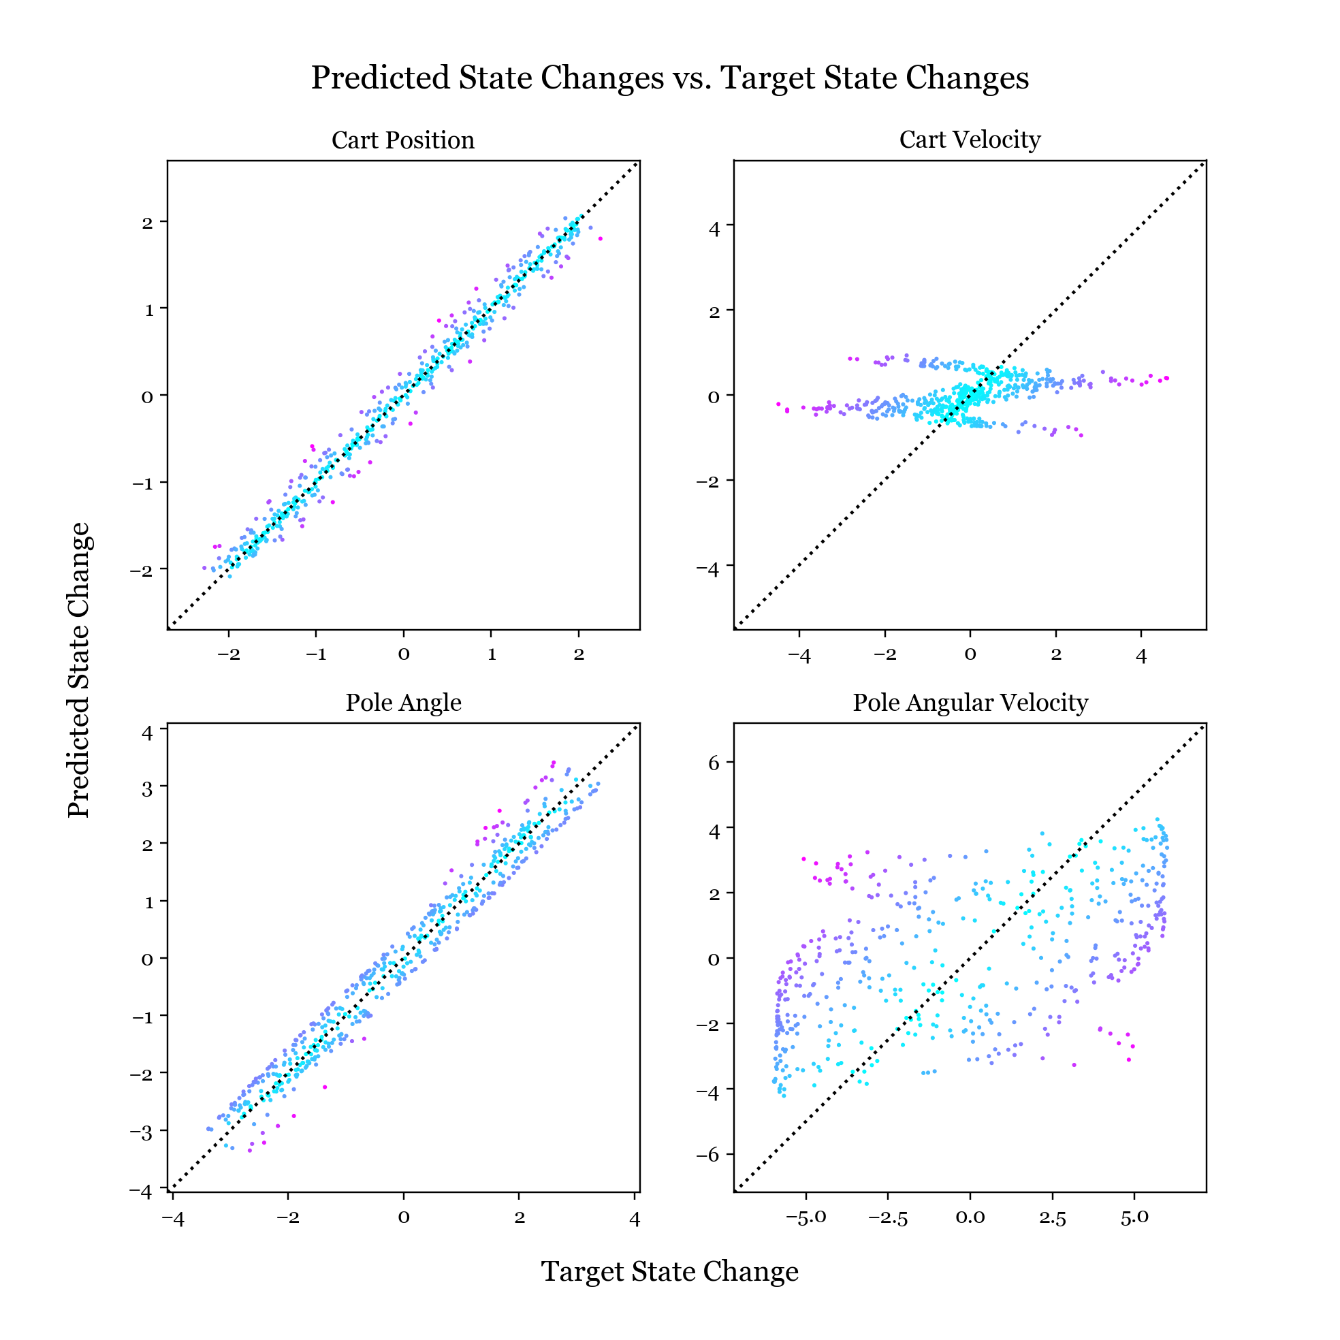 Predicted State Changes vs. Target State Changes
Cart Position
2
1
0
−1
−2
−2 −1 0 1 2
Cart Velocity
4
2
0
−2
−4
−4 −2 0 2 4
Predicted State Change
Pole Angle
4
3
2
1
0
−1
−2
−3
−4
−4 −2 0 2 4
Pole Angular Velocity
6
4
2
0
−2
−4
−6
−5.0 −2.5 0.0 2.5 5.0
Target State Change